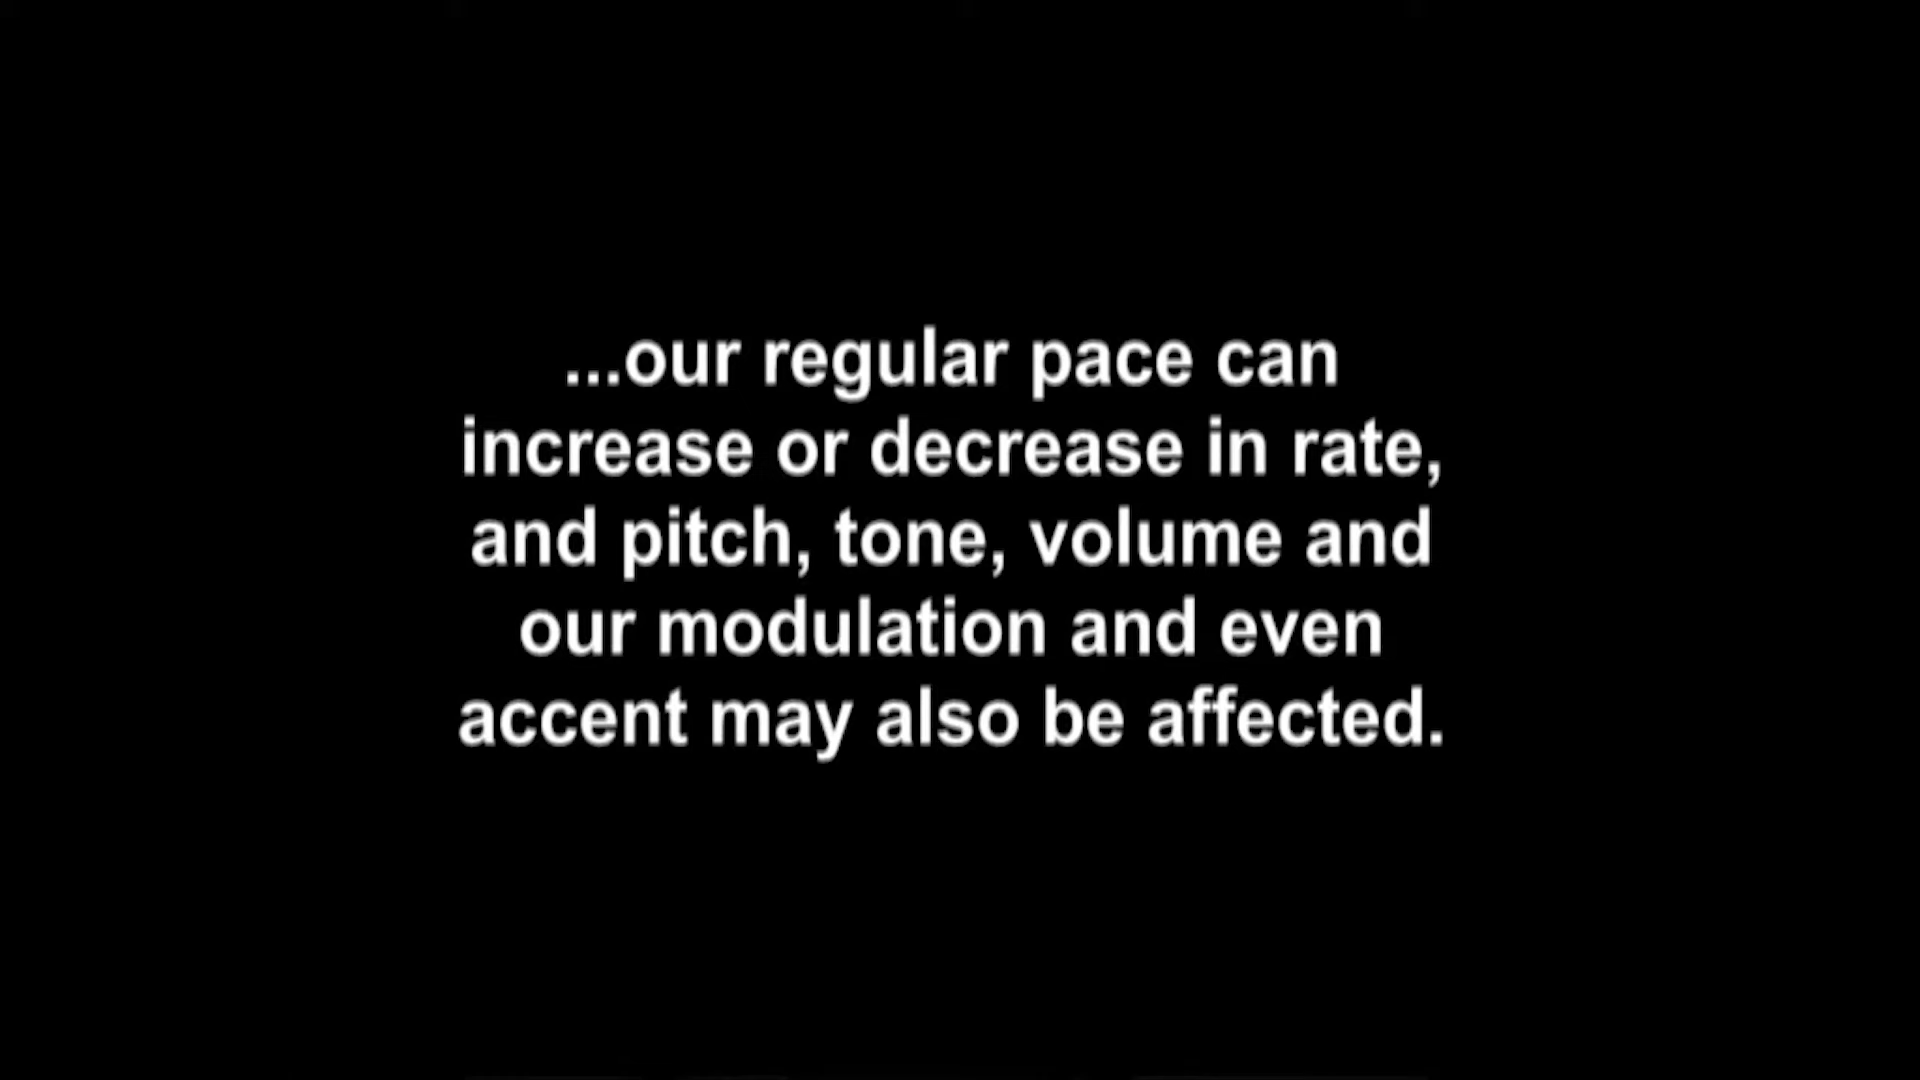 ...our regular pace can
increase or decrease in rate,
and pitch, tone, volume and
our modulation and even
accent may also be affected.